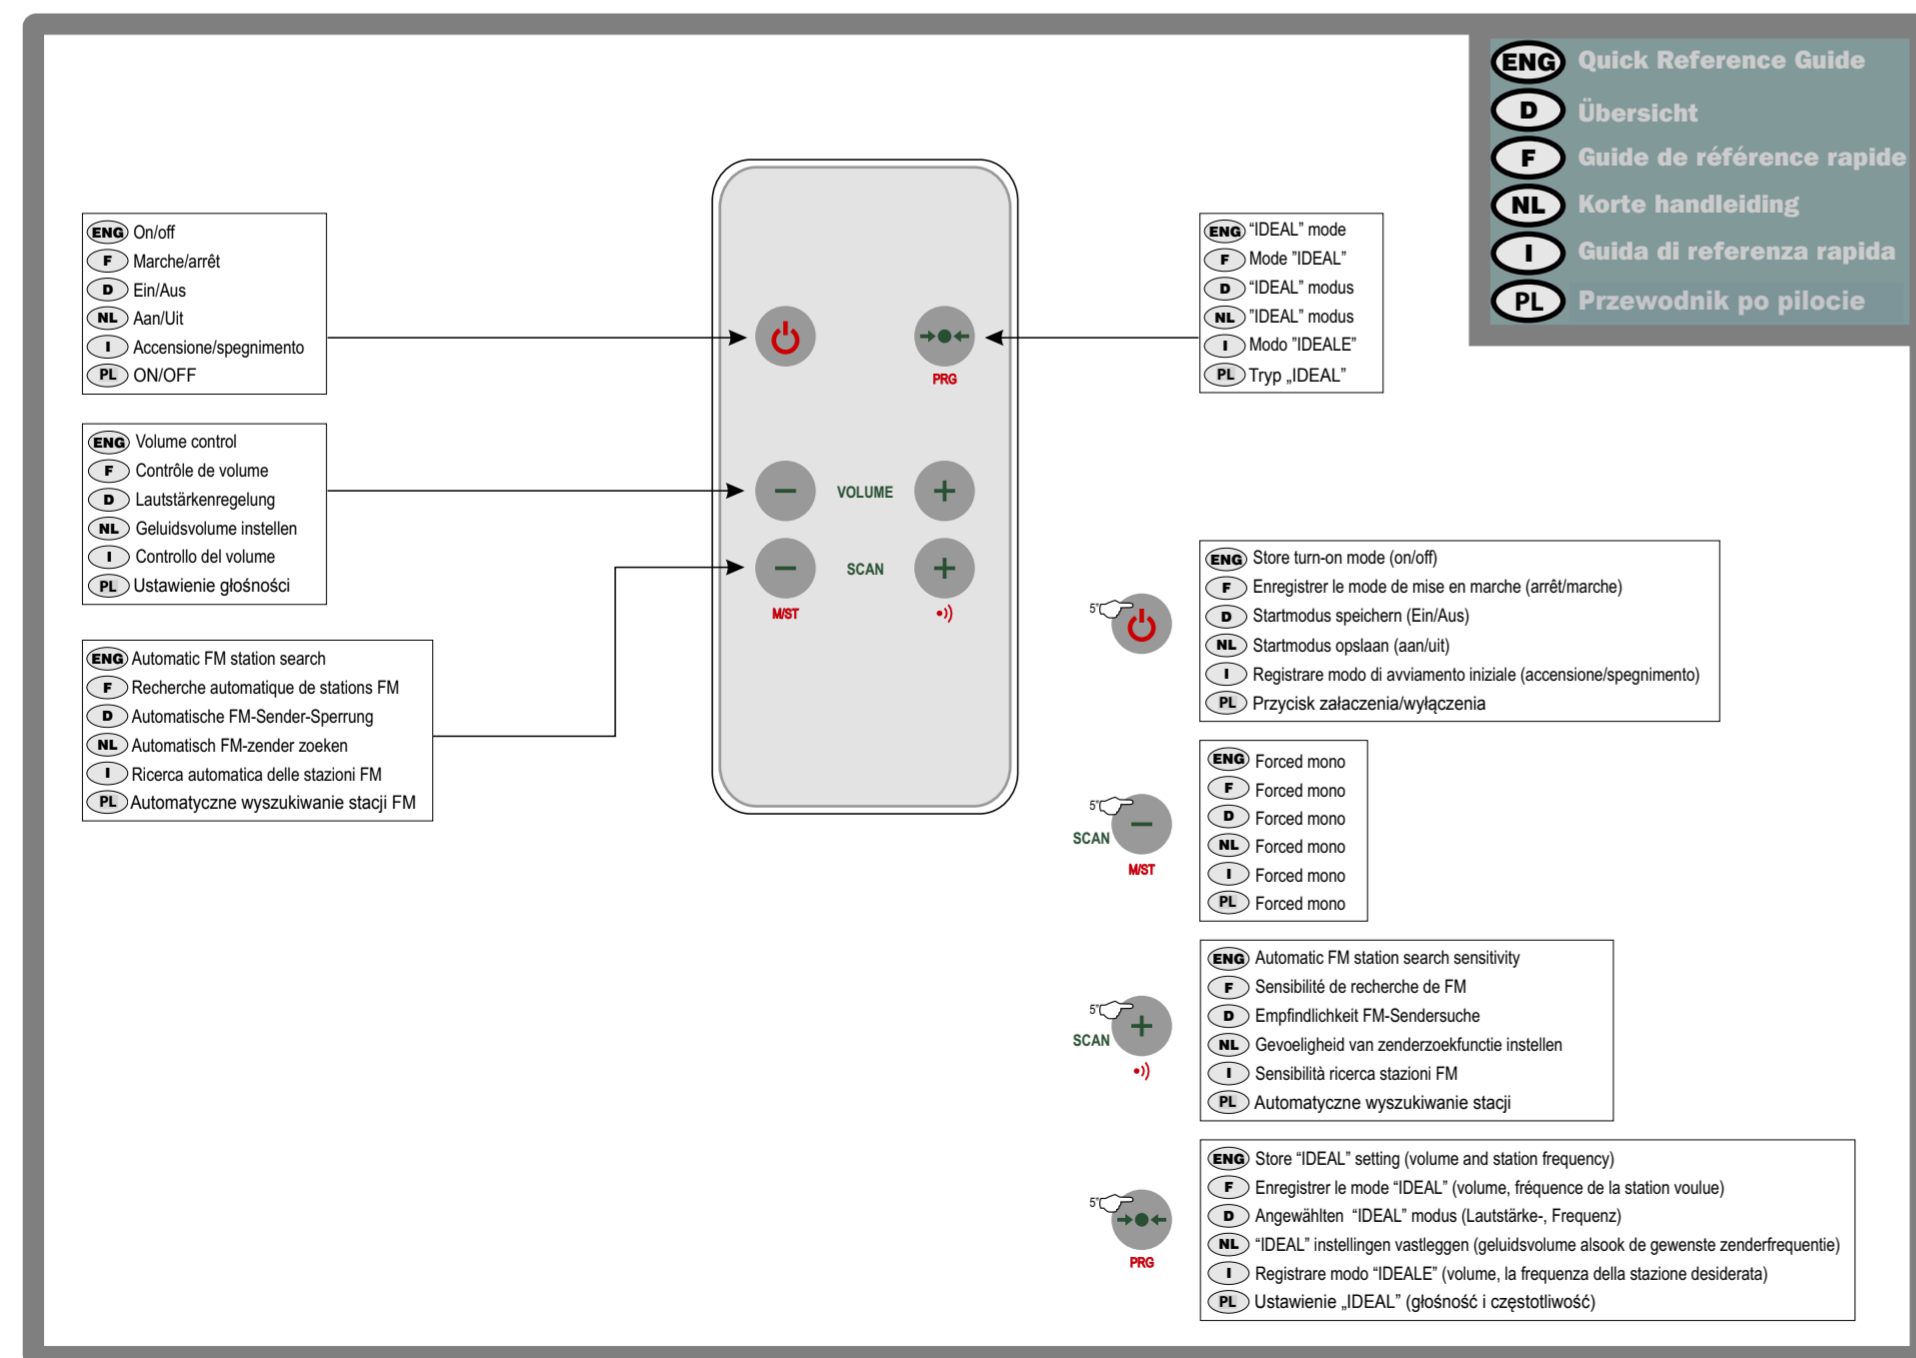 ENG Quick Reference Guide
D Übersicht
F Guide de référence rapide
NL Korte handleiding
I Guida di referenza rapida
PL Przewodnik po pilocie
ENG On/off
F Marche/arrêt
D Ein/Aus
NL Aan/Uit
I Accensione/spegnimento
PL ON/OFF
ENG Volume control
F Contrôle de volume
D Lautstärkenregelung
NL Geluidsvolume instellen
I Controllo del volume
PL Ustawienie głośności
ENG Automatic FM station search
F Recherche automatique de stations FM
D Automatische FM-Sender-Sperrung
NL Automatisch FM-zender zoeken
I Ricerca automatica delle stazioni FM
PL Automatyczne wyszukiwanie stacji FM
PRG
VOLUME
SCAN
M/ST
ENG “IDEAL” mode
F Mode ”IDEAL”
D “IDEAL” modus
NL ”IDEAL” modus
I Modo ”IDEALE”
PL Tryp „IDEAL”
5”
ENG Store turn-on mode (on/off)
F Enregistrer le mode de mise en marche (arrêt/marche)
D Startmodus speichern (Ein/Aus)
NL Startmodus opslaan (aan/uit)
I Registrare modo di avviamento iniziale (accensione/spegnimento)
PL Przycisk załaczenia/wyłączenia
5”
SCAN
M/ST
ENG Forced mono
F Forced mono
D Forced mono
NL Forced mono
I Forced mono
PL Forced mono
5”
SCAN
ENG Automatic FM station search sensitivity
F Sensibilité de recherche de FM
D Empfindlichkeit FM-Sendersuche
NL Gevoeligheid van zenderzoekfunctie instellen
I Sensibilità ricerca stazioni FM
PL Automatyczne wyszukiwanie stacji
5”
PRG
ENG Store “IDEAL” setting (volume and station frequency)
F Enregistrer le mode “IDEAL” (volume, fréquence de la station voulue)
D Angewählten “IDEAL” modus (Lautstärke-, Frequenz)
NL “IDEAL” instellingen vastleggen (geluidsvolume alsook de gewenste zenderfrequentie)
I Registrare modo “IDEALE” (volume, la frequenza della stazione desiderata)
PL Ustawienie „IDEAL” (głośność i częstotliwość)